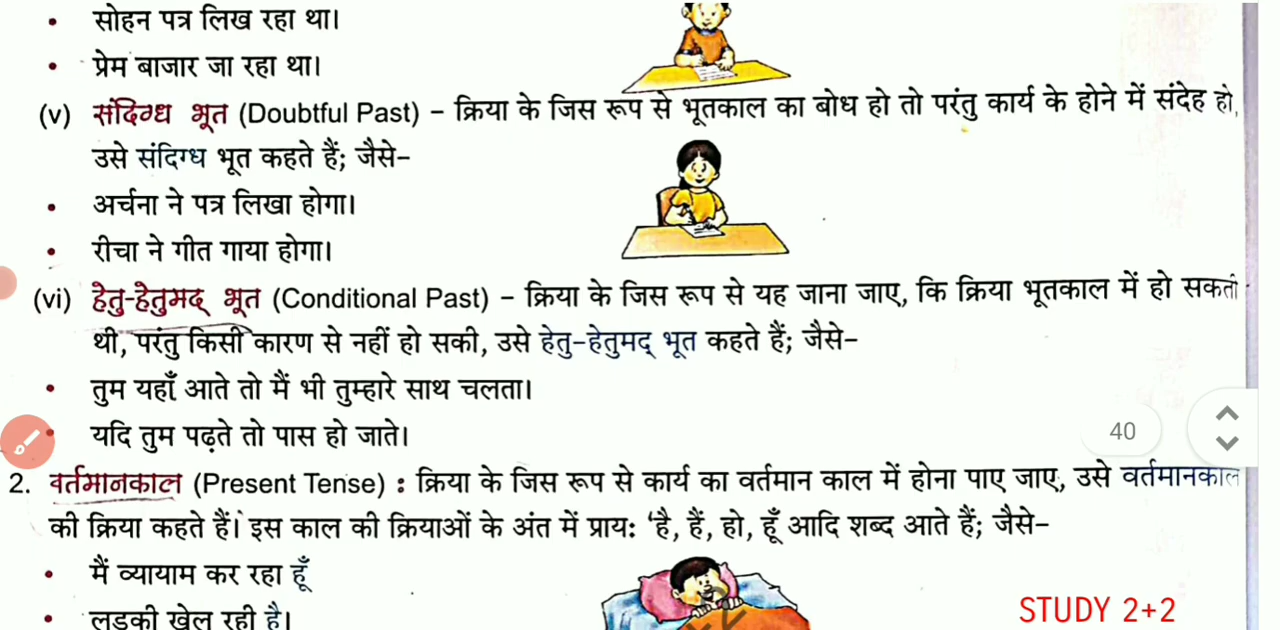 • सोहन पत्र लिख रहा था।
• प्रेम बाजार जा रहा था।
(v) संदिग्ध भूत (Doubtful Past) – क्रिया के जिस रूप से भूतकाल का बोध हो तो परंतु कार्य के होने में संदेह हो,
उसे संदिग्ध भूत कहते हैं; जैसे–
• अर्चना ने पत्र लिखा होगा।
• रीचा ने गीत गाया होगा।
(vi) हेतु-हेतुमद् भूत (Conditional Past) – क्रिया के जिस रूप से यह जाना जाए, कि क्रिया भूतकाल में हो सकती
थी, परंतु किसी कारण से नहीं हो सकी, उसे हेतु-हेतुमद् भूत कहते हैं; जैसे–
• तुम यहाँ आते तो मैं भी तुम्हारे साथ चलता।
• यदि तुम पढ़ते तो पास हो जाते।
40
2. वर्तमानकाल (Present Tense) : क्रिया के जिस रूप से कार्य का वर्तमान काल में होना पाए जाए, उसे वर्तमानकाल
की क्रिया कहते हैं। इस काल की क्रियाओं के अंत में प्राय: ‘है, हैं, हो, हूँ आदि शब्द आते हैं; जैसे–
• मैं व्यायाम कर रहा हूँ
• लड़की खेल रही है।
STUDY 2+2